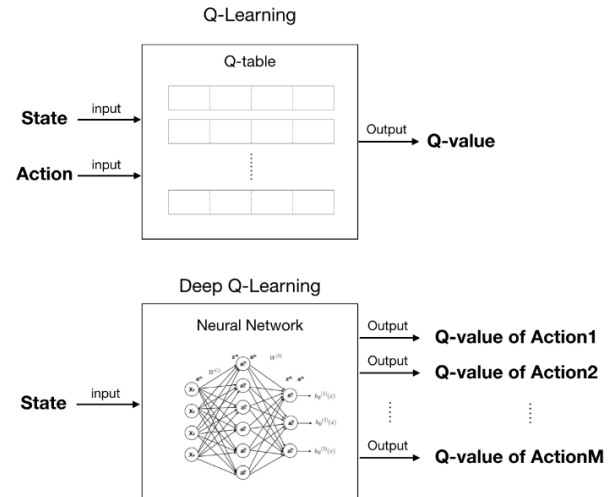 Q-Learning
Q-table
State
input
Action
input
Output
Q-value
Deep Q-Learning
Neural Network
State
input
Output
Q-value of Action1
Output
Q-value of Action2
Output
Q-value of ActionM